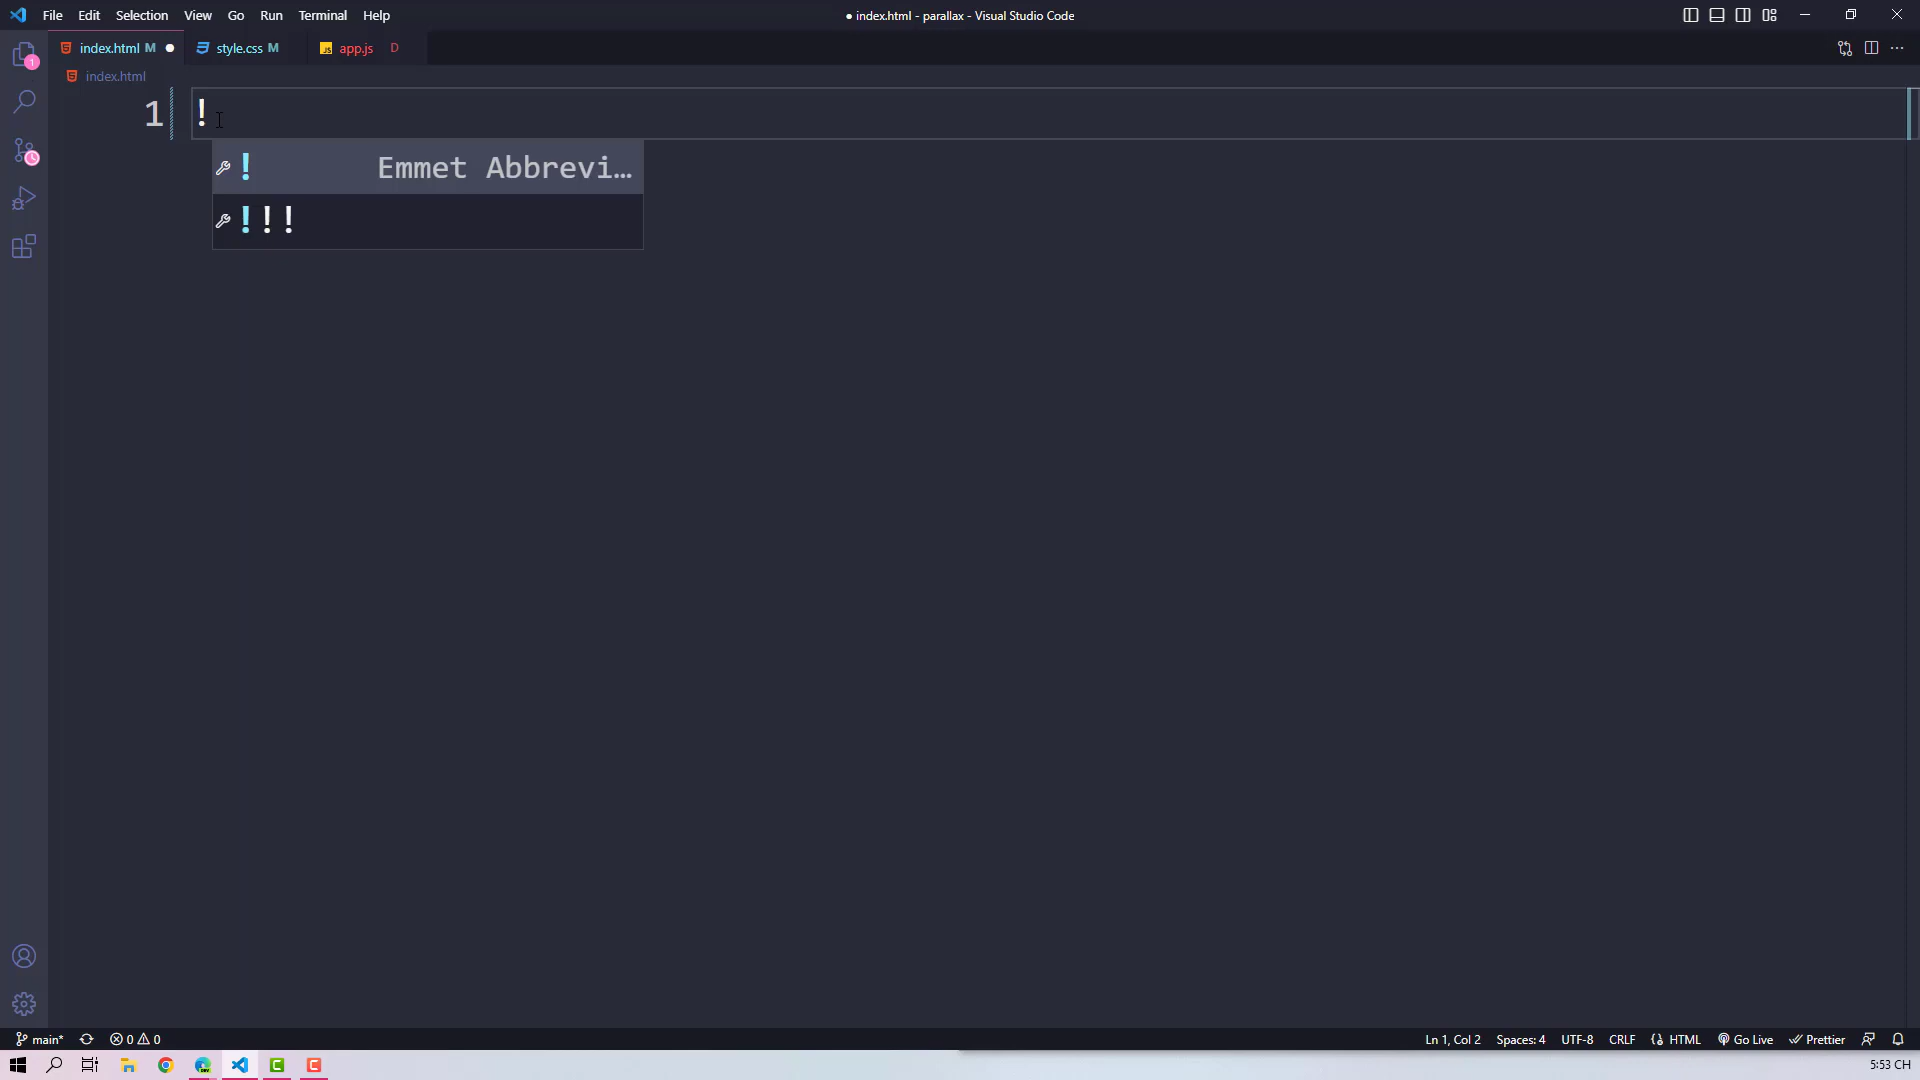 File Edit Selection View Go Run Terminal Help
● index.html - parallax - Visual Studio Code
index.html M ●
style.css M
JS app.js D
index.html
1 !
! Emmet Abbrevi…
!!!
1
main* 0 0
Ln 1, Col 2 Spaces: 4 UTF-8 CRLF HTML Go Live Prettier
5:53 CH